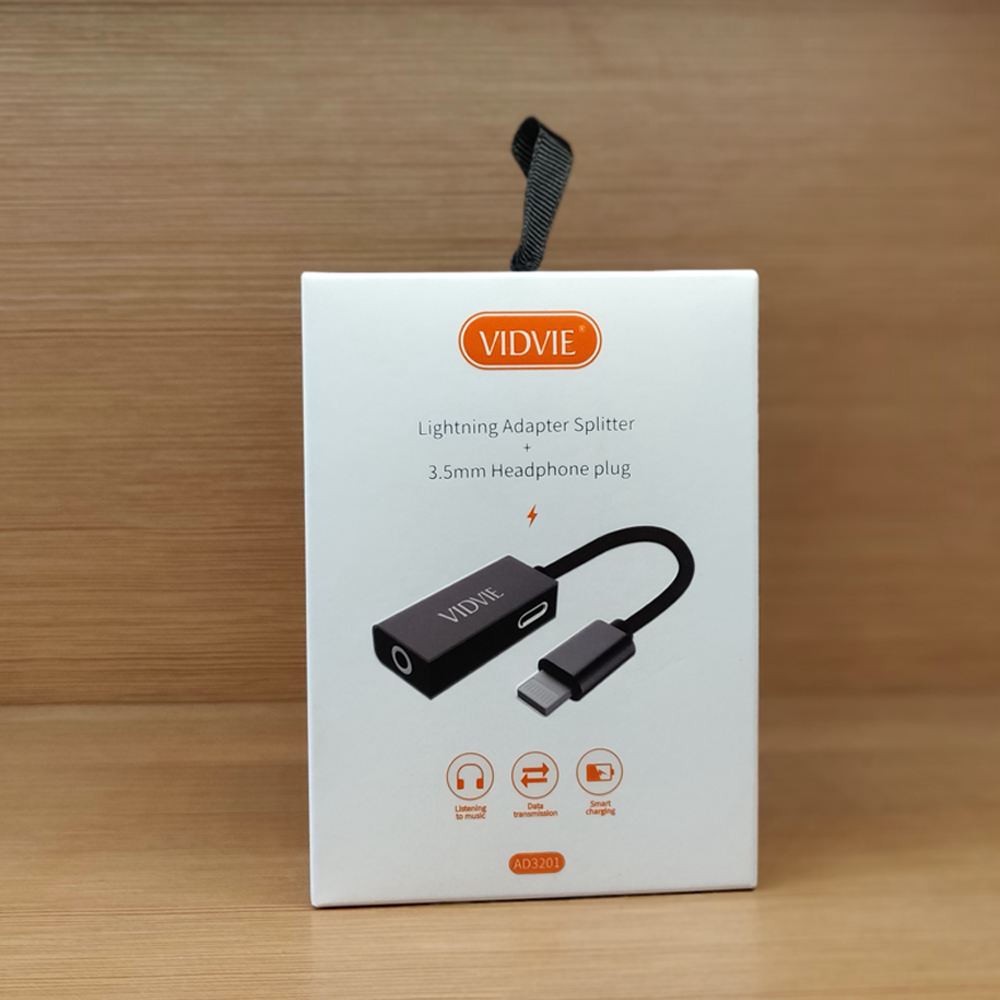 VIDVIE®
Lightning Adapter Splitter
+
3.5mm Headphone plug
VIDVIE
Listening
to music
Data
transmission
Smart
charging
AD3201